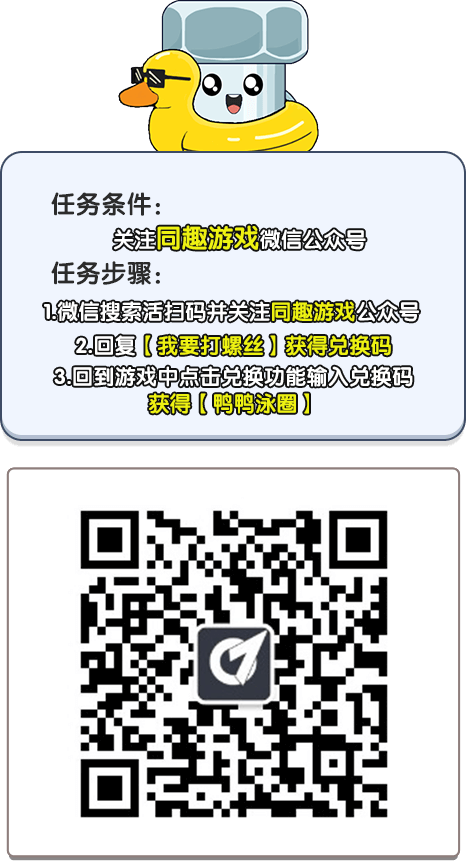 任务条件：
关注同趣游戏微信公众号
任务步骤：
1.微信搜索活扫码并关注同趣游戏公众号
2.回复【我要打螺丝】获得兑换码
3.回到游戏中点击兑换功能输入兑换码
获得【鸭鸭泳圈】